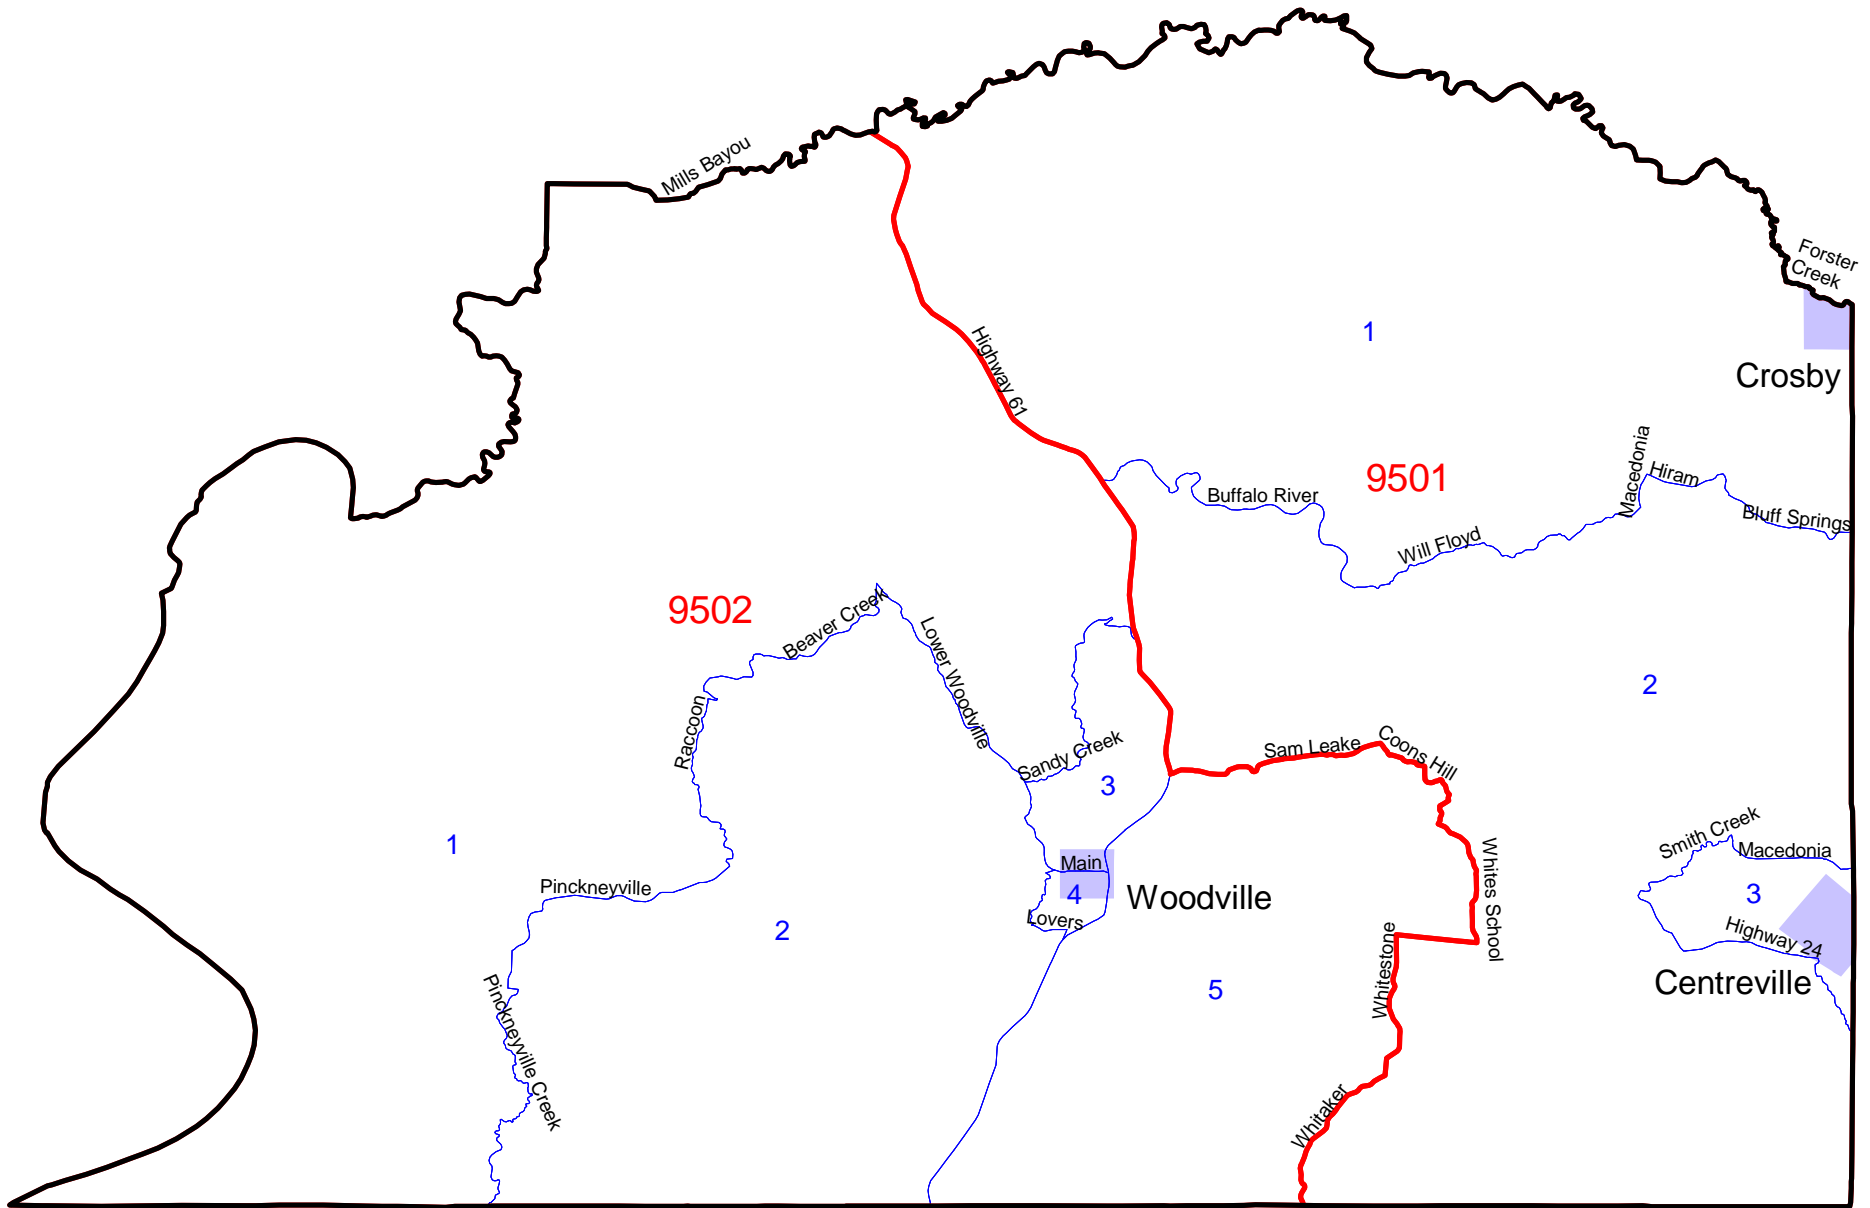 Mills Bayou
Forster
Creek
Highway 61
1
Crosby
9501
Macedonia
Hiram
Buffalo River
Bluff Springs
Will Floyd
9502
Beaver Creek
Lower Woodville
2
Raccoon
Sandy Creek
Sam Leake
Coons Hill
3
1
Smith Creek
Macedonia
Main
Whites School
Pinckneyville
4
Woodville
3
Lovers
2
Highway 24
Whitestone
Centreville
5
Pinckneyville Creek
Whitaker